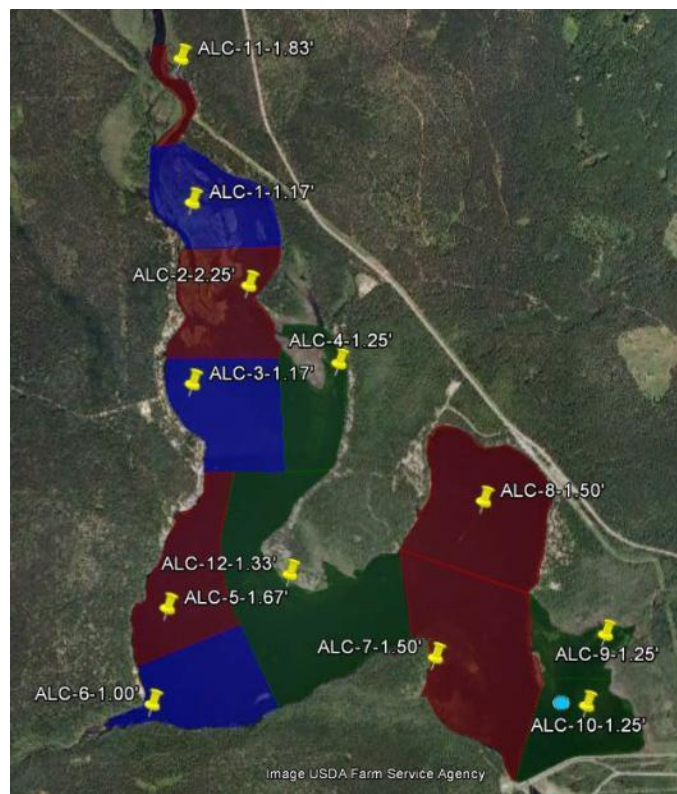 ALC-11-1.83'
ALC-1-1.17'
ALC-2-2.25'
ALC-4-1.25'
ALC-3-1.17'
ALC-8-1.50'
ALC-12-1.33'
ALC-5-1.67'
ALC-7-1.50'
ALC-9-1.25'
ALC-6-1.00'
ALC-10-1.25'
Image USDA Farm Service Agency